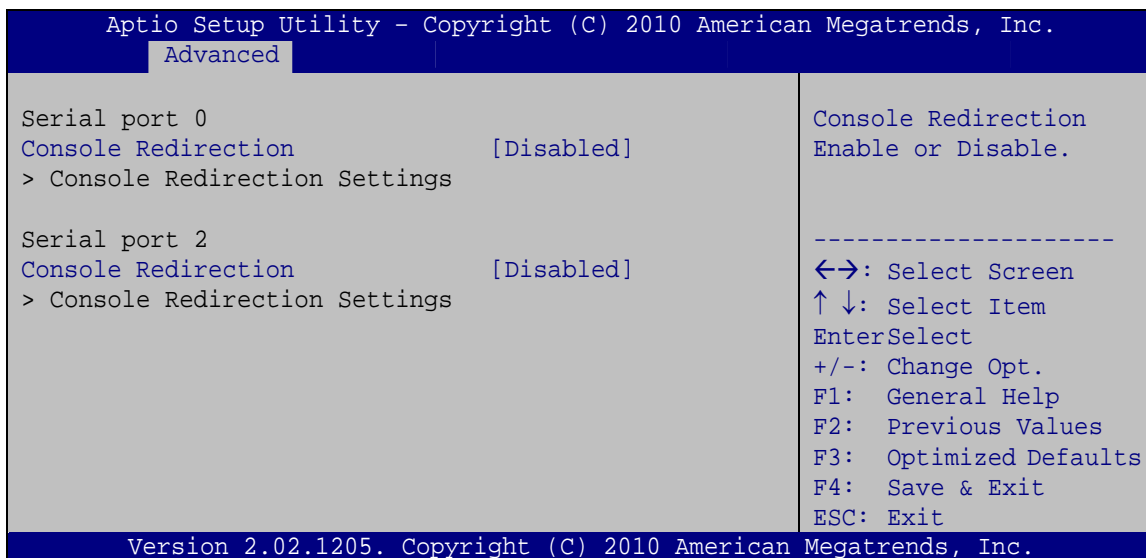 Aptio Setup Utility – Copyright (C) 2010 American Megatrends, Inc.
Advanced
Serial port 0
Console Redirection [Disabled]
> Console Redirection Settings
Serial port 2
Console Redirection [Disabled]
> Console Redirection Settings
Console Redirection
Enable or Disable.
---------------------
←→: Select Screen
↑ ↓: Select Item
EnterSelect
+/-: Change Opt.
F1: General Help
F2: Previous Values
F3: Optimized Defaults
F4: Save & Exit
ESC: Exit
Version 2.02.1205. Copyright (C) 2010 American Megatrends, Inc.